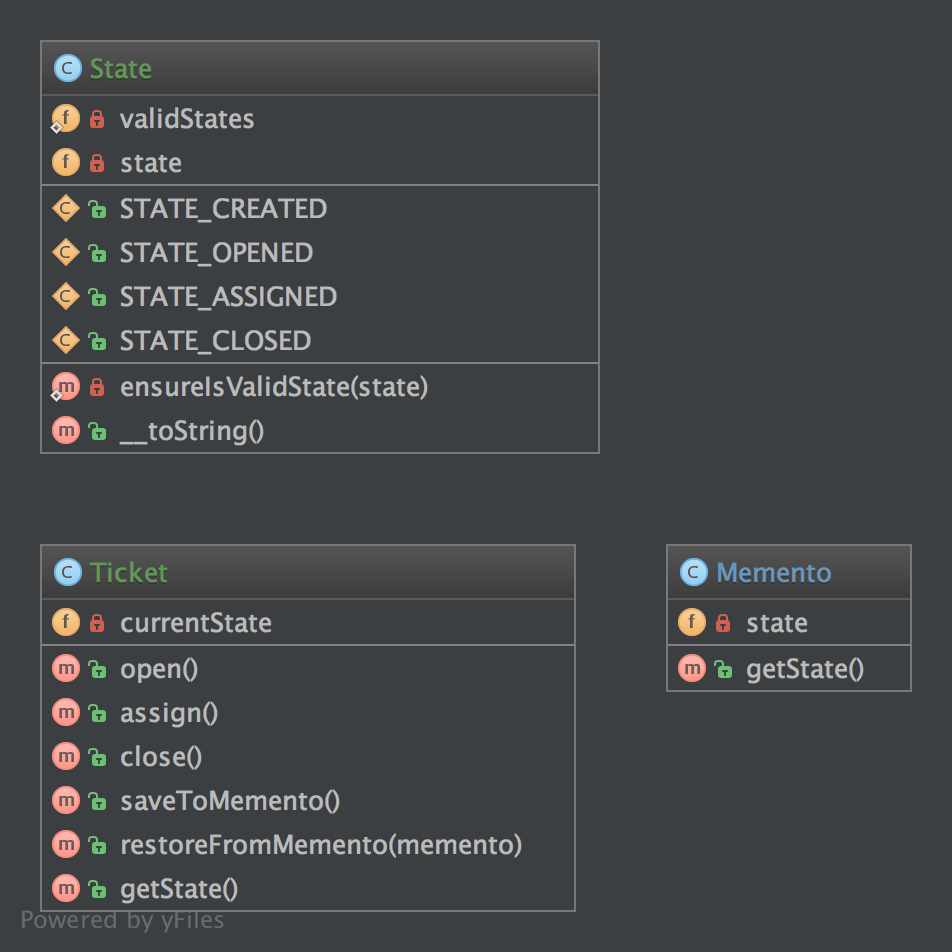 State
validStates
state
STATE_CREATED
STATE_OPENED
STATE_ASSIGNED
STATE_CLOSED
ensureIsValidState(state)
__toString()
Ticket
currentState
open()
assign()
close()
saveToMemento()
restoreFromMemento(memento)
getState()
Memento
state
getState()
Powered by yFiles